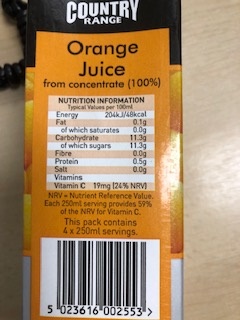 COUNTRY
RANGE
Orange
Juice
from concentrate (100%)
NUTRITION INFORMATION
Typical Values per 100ml
Energy 204kJ/48kcal
Fat 0.1g
of which saturates 0.0g
Carbohydrate 11.3g
of which sugars 11.3g
Fibre 0.0g
Protein 0.5g
Salt 0.0g
Vitamins
Vitamin C 19mg (24% NRV)
NRV = Nutrient Reference Value.
Each 250ml serving provides 59%
of the NRV for Vitamin C.
This pack contains
4 x 250ml servings.
5 023616 002553 >